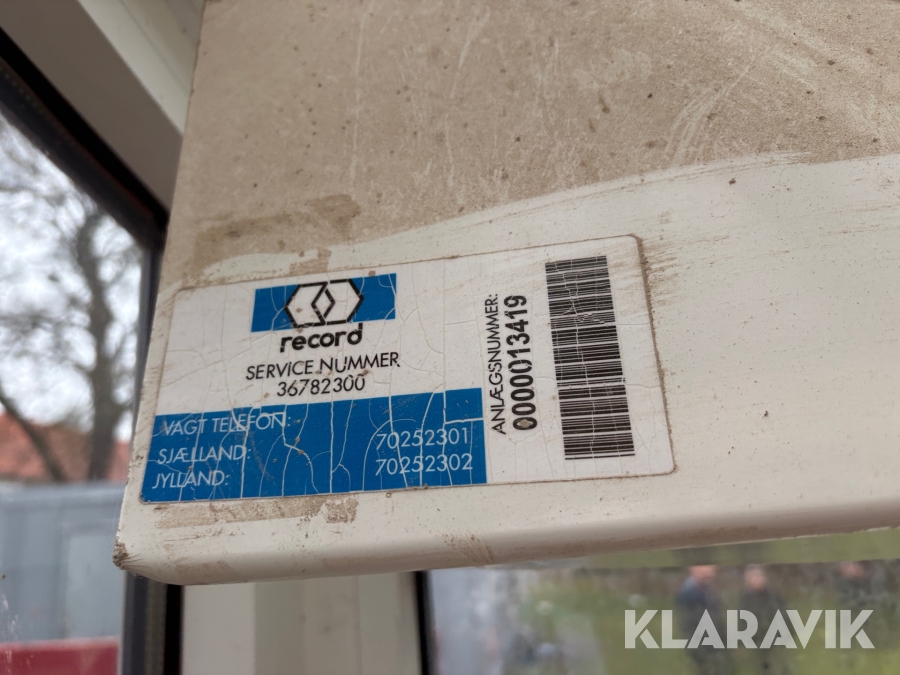 record
SERVICE NUMMER
36782300
VAGT TELEFON:
SJÆLLAND: 70252301
JYLLAND: 70252302
ANLÆGSNUMMER:
0000013419
KLARAVIK